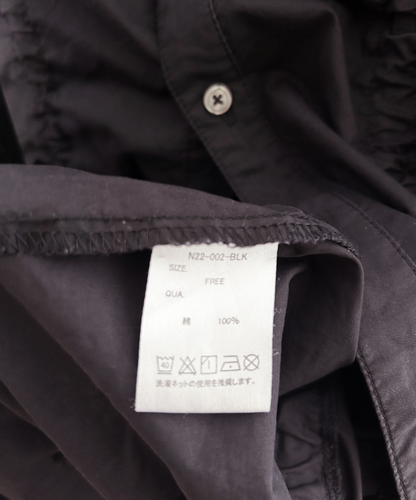 N22-002-BLK
SIZE.
FREE
QUA.
綿 100%
40
洗濯ネットの使用を推奨します。